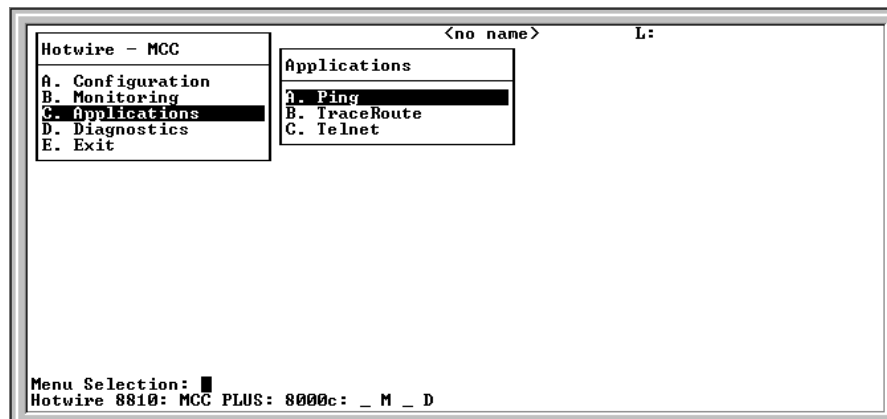 <no name> L:
Hotwire - MCC
A. Configuration
B. Monitoring
C. Applications
D. Diagnostics
E. Exit
Applications
A. Ping
B. TraceRoute
C. Telnet
Menu Selection:
Hotwire 8810: MCC PLUS: 8000c: _ M _ D